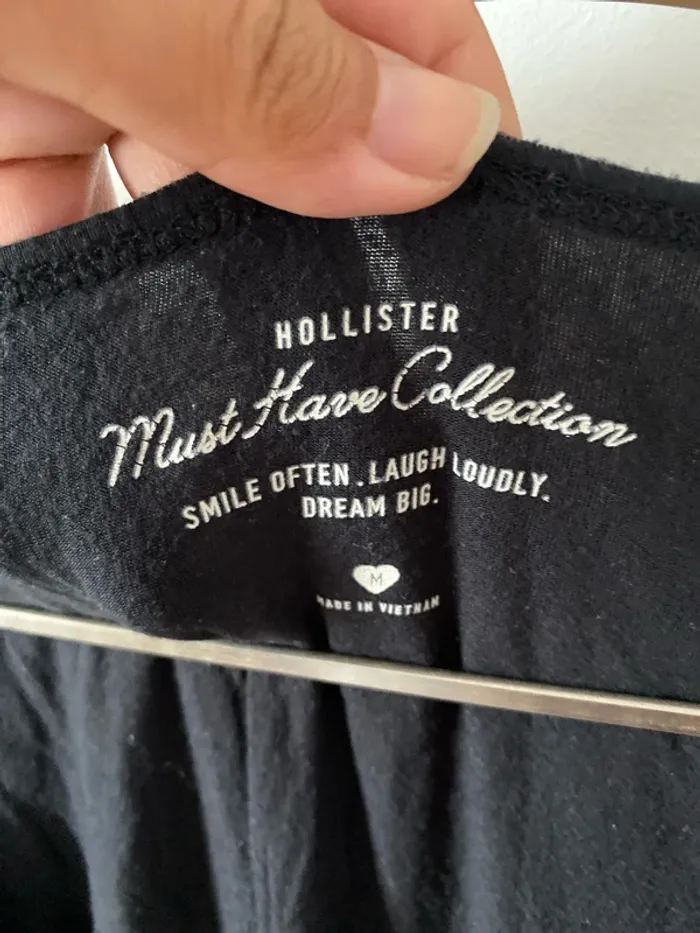 HOLLISTER
Must Have Collection
SMILE OFTEN. LAUGH LOUDLY.
DREAM BIG.
M
MADE IN VIETNAM